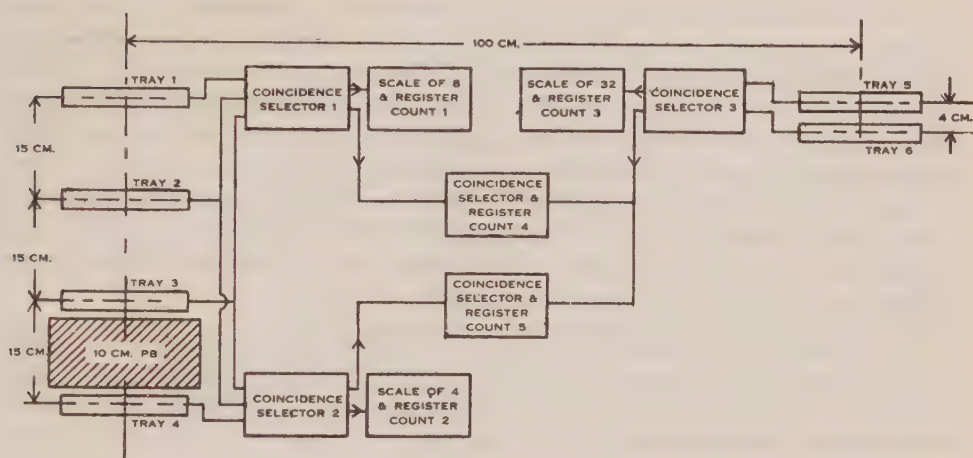 100 CM.
TRAY 1
COINCIDENCE
SELECTOR 1
SCALE OF 8
& REGISTER
COUNT 1
SCALE OF 32
& REGISTER
COUNT 3
COINCIDENCE
SELECTOR 3
TRAY 5
4 CM.
TRAY 6
15 CM.
TRAY 2
COINCIDENCE
SELECTOR &
REGISTER
COUNT 4
15 CM.
TRAY 3
COINCIDENCE
SELECTOR &
REGISTER
COUNT 5
15 CM.
10 CM. PB
TRAY 4
COINCIDENCE
SELECTOR 2
SCALE OF 4
& REGISTER
COUNT 2